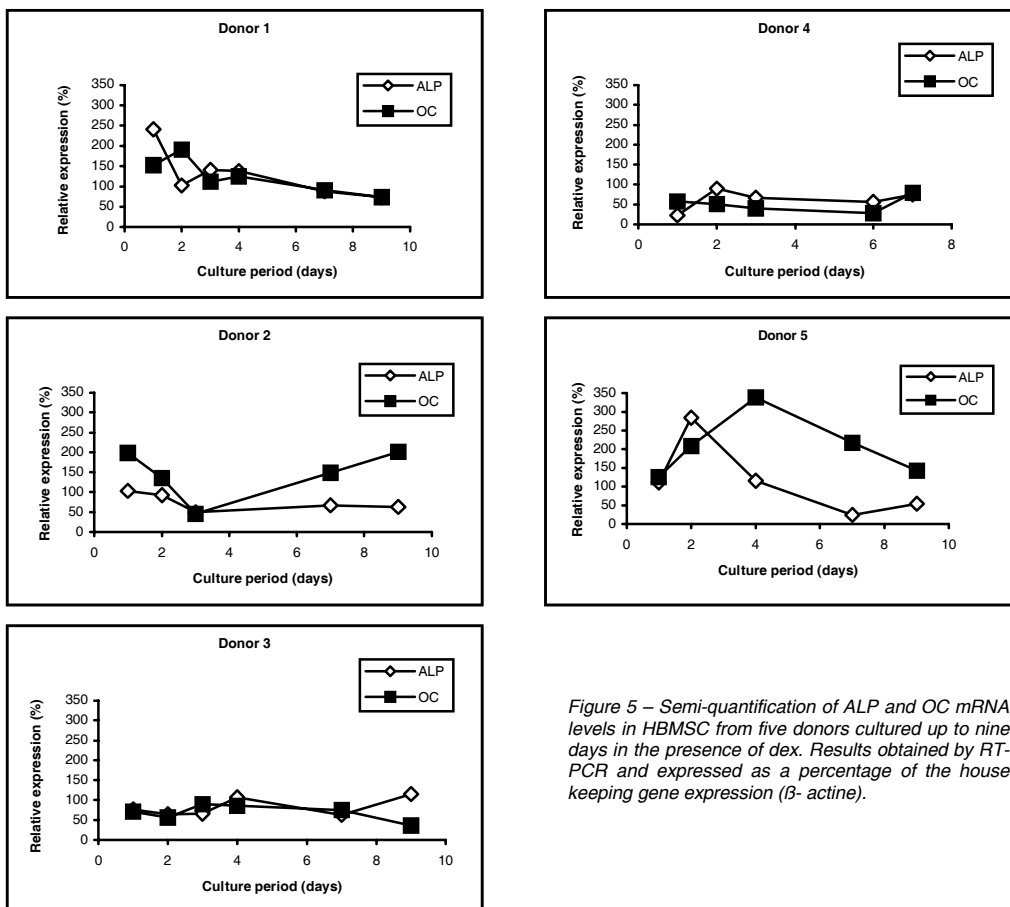 Donor 1
ALP
OC
Relative expression (%)
350
300
250
200
150
100
50
0
0 2 4 6 8 10
Culture period (days)
Donor 4
ALP
OC
Relative expression (%)
350
300
250
200
150
100
50
0
0 2 4 6 8
Culture period (days)
Donor 2
ALP
OC
Relative expression (%)
350
300
250
200
150
100
50
0
0 2 4 6 8 10
Culture period (days)
Donor 5
ALP
OC
Relative expression (%)
350
300
250
200
150
100
50
0
0 2 4 6 8 10
Culture period (days)
Donor 3
ALP
OC
Relative expression (%)
350
300
250
200
150
100
50
0
0 2 4 6 8 10
Culture period (days)
Figure 5 – Semi-quantification of ALP and OC mRNA
levels in HBMSC from five donors cultured up to nine
days in the presence of dex. Results obtained by RT-
PCR and expressed as a percentage of the house
keeping gene expression (ß- actine).